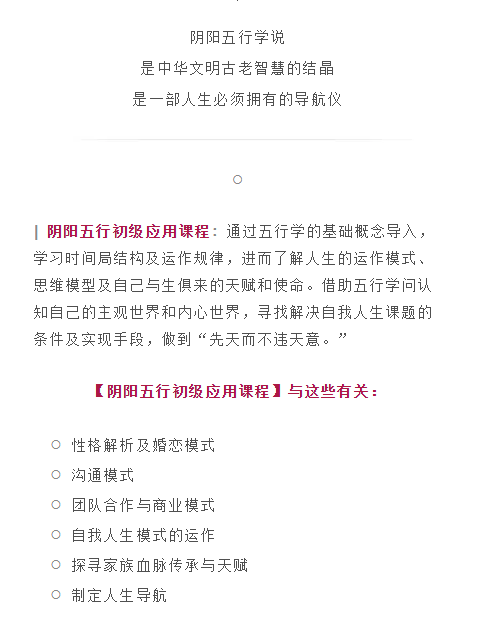 阴阳五行学说
是中华文明古老智慧的结晶
是一部人生必须拥有的导航仪
| 阴阳五行初级应用课程：通过五行学的基础概念导入，
学习时间局结构及运作规律，进而了解人生的运作模式、
思维模型及自己与生俱来的天赋和使命。借助五行学问认
知自己的主观世界和内心世界，寻找解决自我人生课题的
条件及实现手段，做到“先天而不违天意。”
【阴阳五行初级应用课程】与这些有关：
性格解析及婚恋模式
沟通模式
团队合作与商业模式
自我人生模式的运作
探寻家族血脉传承与天赋
制定人生导航